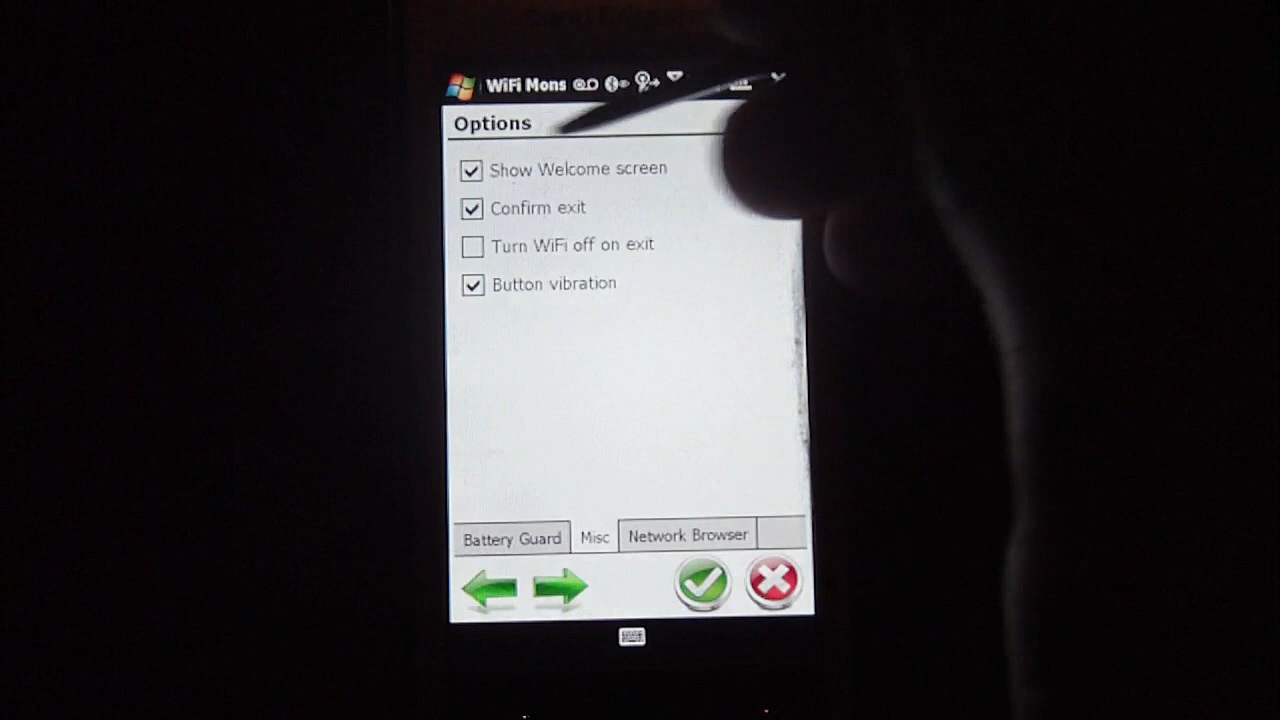 WiFi Mons
Options
Show Welcome screen
Confirm exit
Turn WiFi off on exit
Button vibration
Battery Guard
Misc
Network Browser